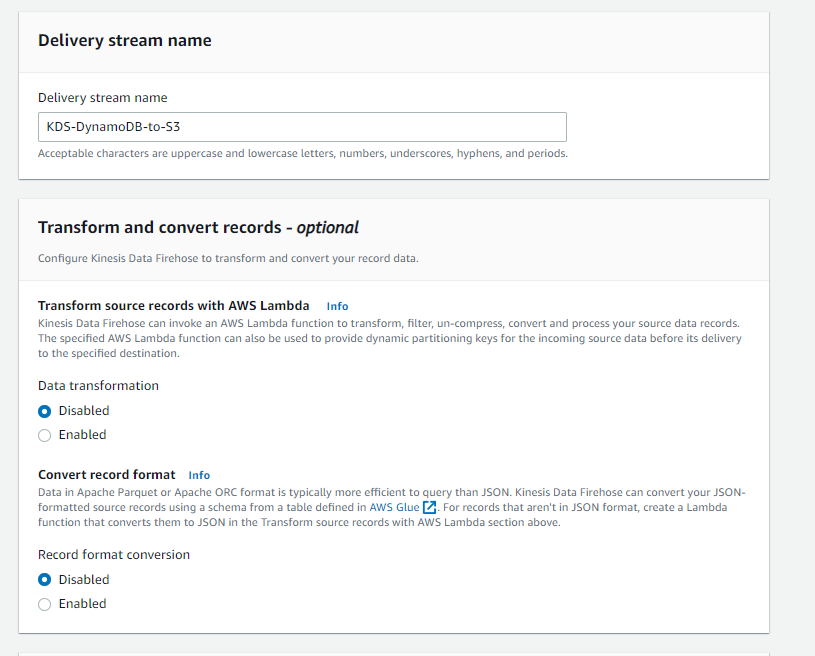 Delivery stream name
Delivery stream name
KDS-DynamoDB-to-S3
Acceptable characters are uppercase and lowercase letters, numbers, underscores, hyphens, and periods.
Transform and convert records - optional
Configure Kinesis Data Firehose to transform and convert your record data.
Transform source records with AWS Lambda Info
Kinesis Data Firehose can invoke an AWS Lambda function to transform, filter, un-compress, convert and process your source data records.
The specified AWS Lambda function can also be used to provide dynamic partitioning keys for the incoming source data before its delivery
to the specified destination.
Data transformation
Disabled
Enabled
Convert record format Info
Data in Apache Parquet or Apache ORC format is typically more efficient to query than JSON. Kinesis Data Firehose can convert your JSON-
formatted source records using a schema from a table defined in AWS Glue. For records that aren't in JSON format, create a Lambda
function that converts them to JSON in the Transform source records with AWS Lambda section above.
Record format conversion
Disabled
Enabled